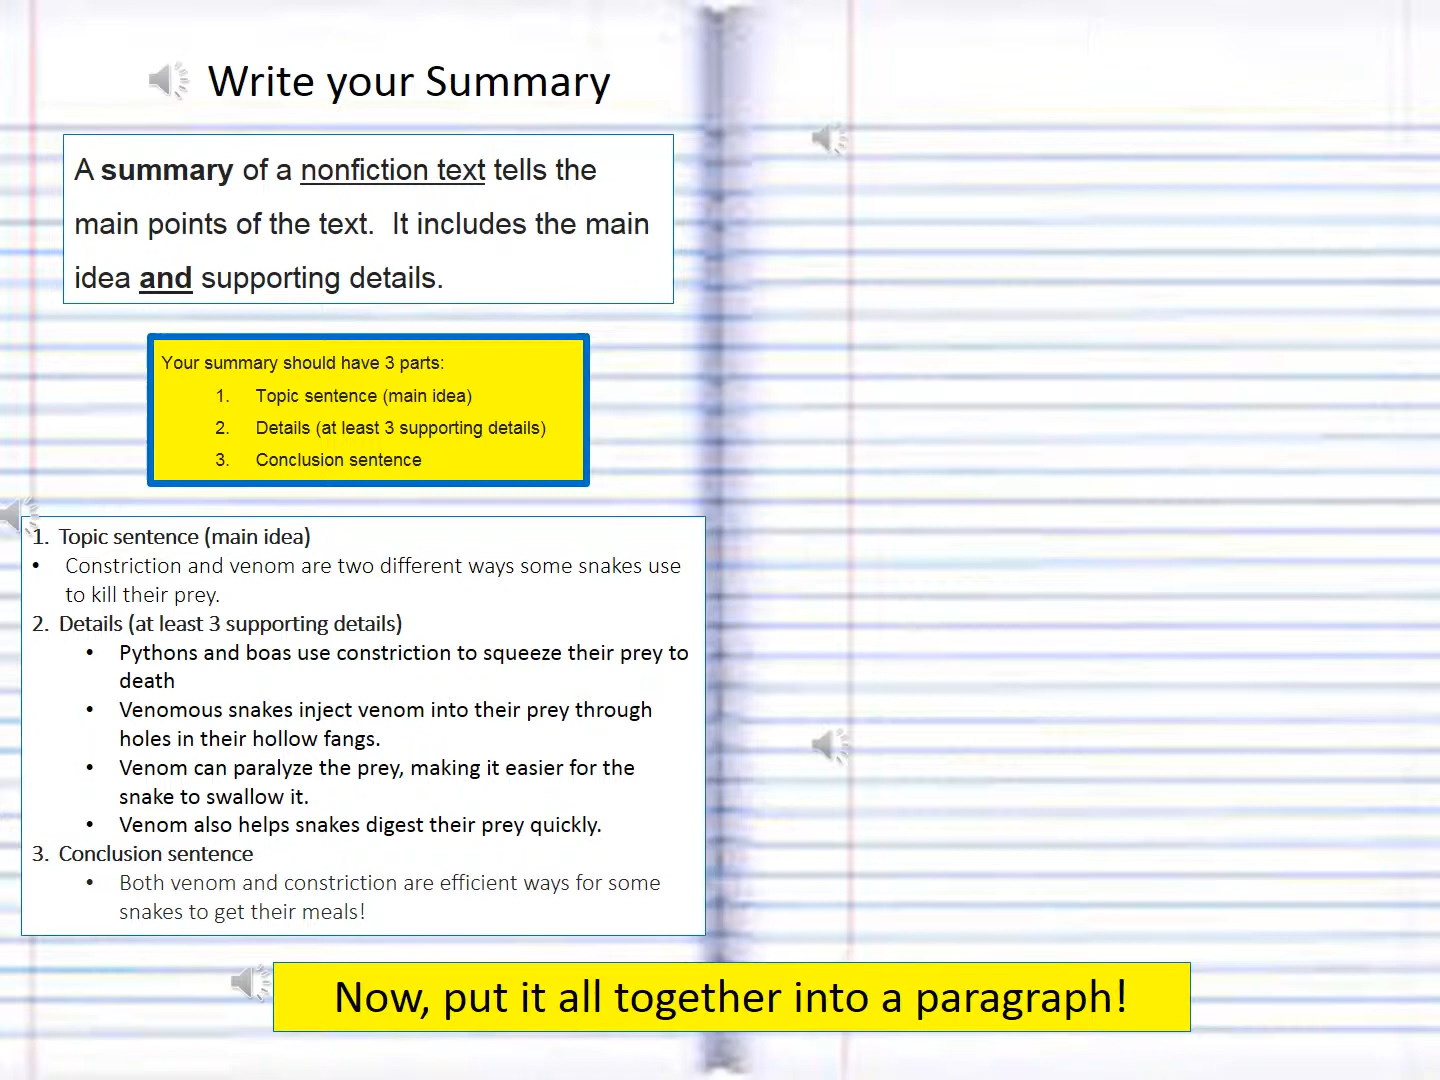 Write your Summary
A summary of a nonfiction text tells the
main points of the text.  It includes the main
idea and supporting details.
Your summary should have 3 parts:
1. Topic sentence (main idea)
2. Details (at least 3 supporting details)
3. Conclusion sentence
1. Topic sentence (main idea)
• Constriction and venom are two different ways some snakes use
to kill their prey.
2. Details (at least 3 supporting details)
• Pythons and boas use constriction to squeeze their prey to
death
• Venomous snakes inject venom into their prey through
holes in their hollow fangs.
• Venom can paralyze the prey, making it easier for the
snake to swallow it.
• Venom also helps snakes digest their prey quickly.
3. Conclusion sentence
• Both venom and constriction are efficient ways for some
snakes to get their meals!
Now, put it all together into a paragraph!